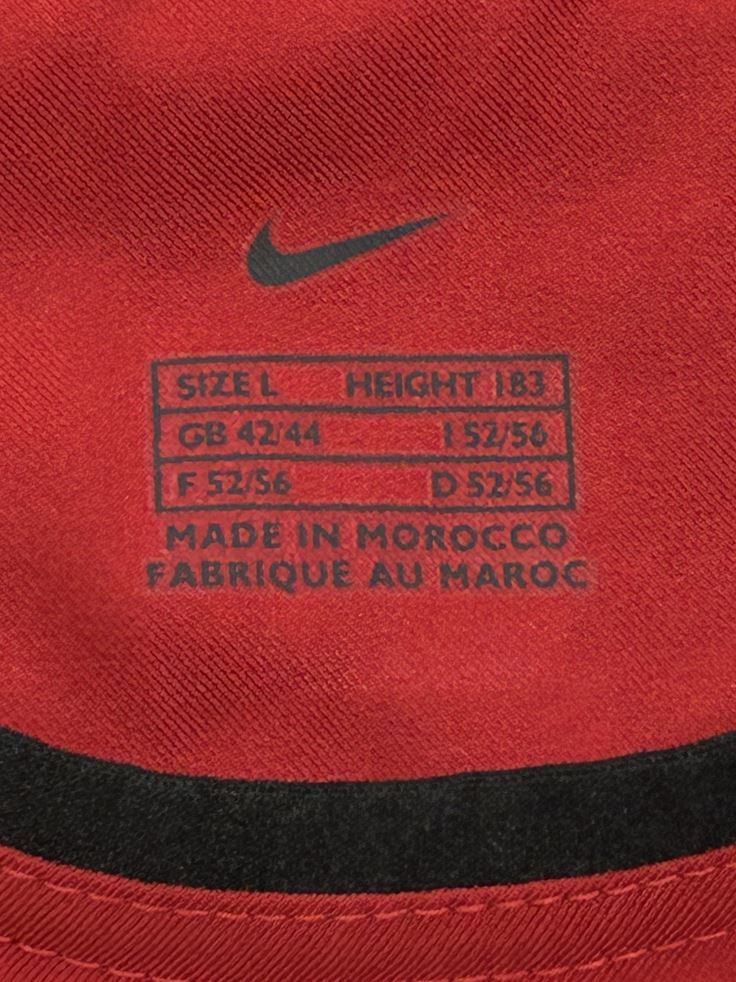 SIZE L HEIGHT 183
GB 42/44 I 52/56
F 52/56 D 52/56
MADE IN MOROCCO
FABRIQUE AU MAROC